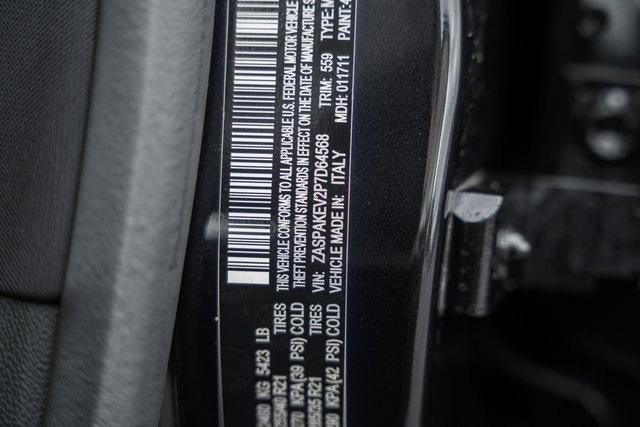 THIS VEHICLE CONFORMS TO ALL APPLICABLE U.S. FEDERAL MOTOR VEHICLE
THEFT PREVENTION STANDARDS IN EFFECT ON THE DATE OF MANUFACTURE
VIN: ZASPAKEV2P7D64568 TRIM: 559 TYPE:
VEHICLE MADE IN: ITALY MDH: 011711 PAINT:
KG 5423 LB
R21 TIRES
KPA(39 PSI) COLD
R21 TIRES
KPA(42 PSI) COLD